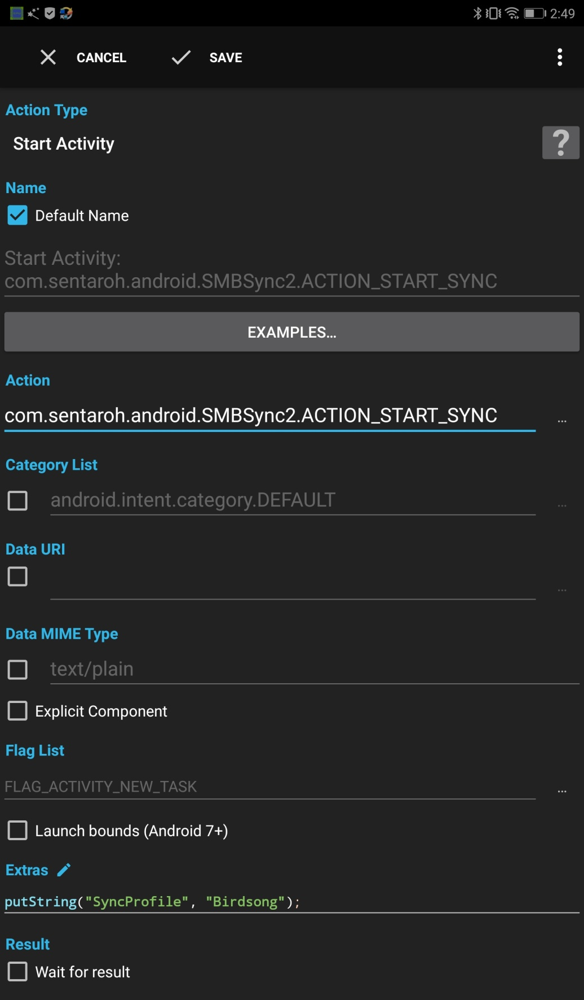 2:49
CANCEL SAVE
Action Type
Start Activity
?
Name
Default Name
Start Activity:
com.sentaroh.android.SMBSync2.ACTION_START_SYNC
EXAMPLES...
Action
com.sentaroh.android.SMBSync2.ACTION_START_SYNC
...
Category List
android.intent.category.DEFAULT
...
Data URI
...
Data MIME Type
text/plain
Explicit Component
Flag List
FLAG_ACTIVITY_NEW_TASK
...
Launch bounds (Android 7+)
Extras
putString("SyncProfile", "Birdsong");
Result
Wait for result